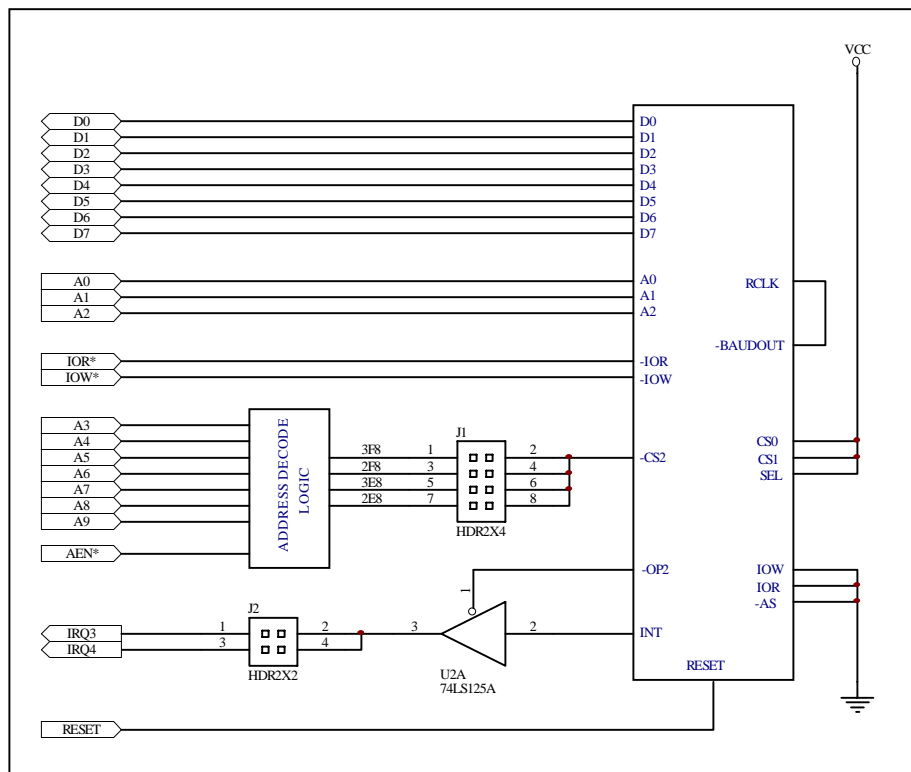 VCC
D0 D0
D1 D1
D2 D2
D3 D3
D4 D4
D5 D5
D6 D6
D7 D7
A0 A0 RCLK
A1 A1
A2 A2
-BAUDOUT
IOR* -IOR
IOW* -IOW
A3
A4 J1 CS0
A5 3F8 1 2 -CS2 CS1
A6 2F8 3 4 SEL
A7 3E8 5 6
A8 2E8 7 8
A9
ADDRESS DECODE
LOGIC
HDR2X4
AEN*
-OP2 IOW
1 IOR
J2 -AS
IRQ3 1 2 3 2 INT
IRQ4 3 4
HDR2X2 U2A RESET
74LS125A
RESET